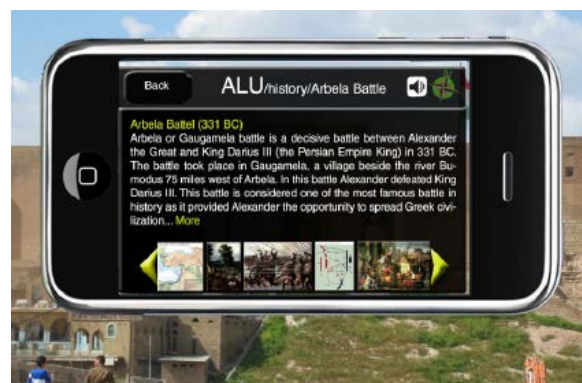 Back
ALU/history/Arbela Battle
Arbela Battel (331 BC)
Arbela or Gaugamela battle is a decisive battle between Alexander
the Great and King Darius III (the Persian Empire King) in 331 BC.
The battle took place in Gaugamela, a village beside the river Bu-
modus 75 miles west of Arbela. In this battle Alexander defeated King
Darius III. This battle is considered one of the most famous battle in
history as it provided Alexander the opportunity to spread Greek civi-
lization... More